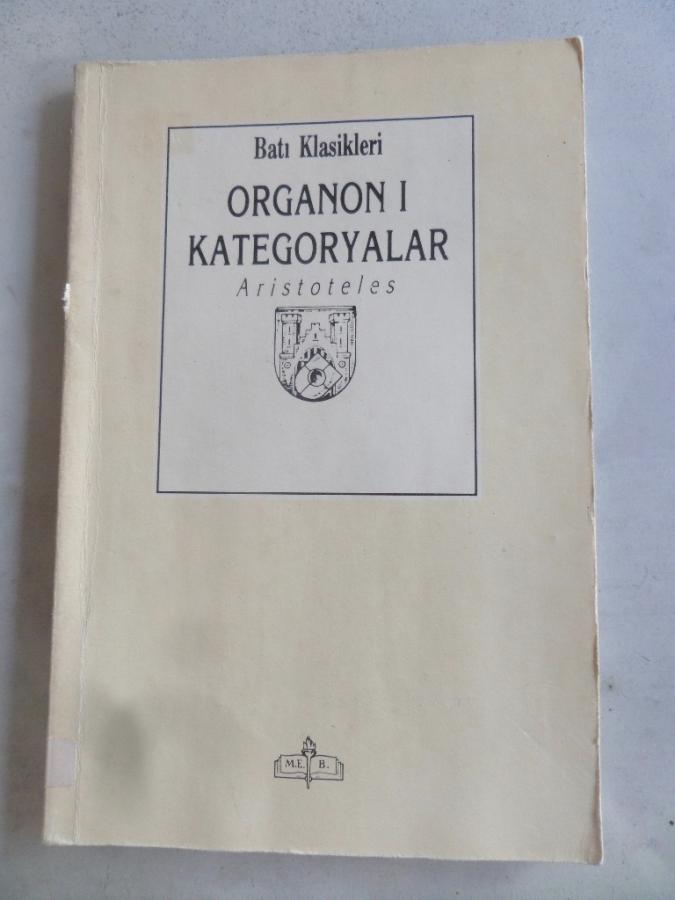 Batı Klasikleri
ORGANON I
KATEGORYALAR
Aristoteles
M.E. B.